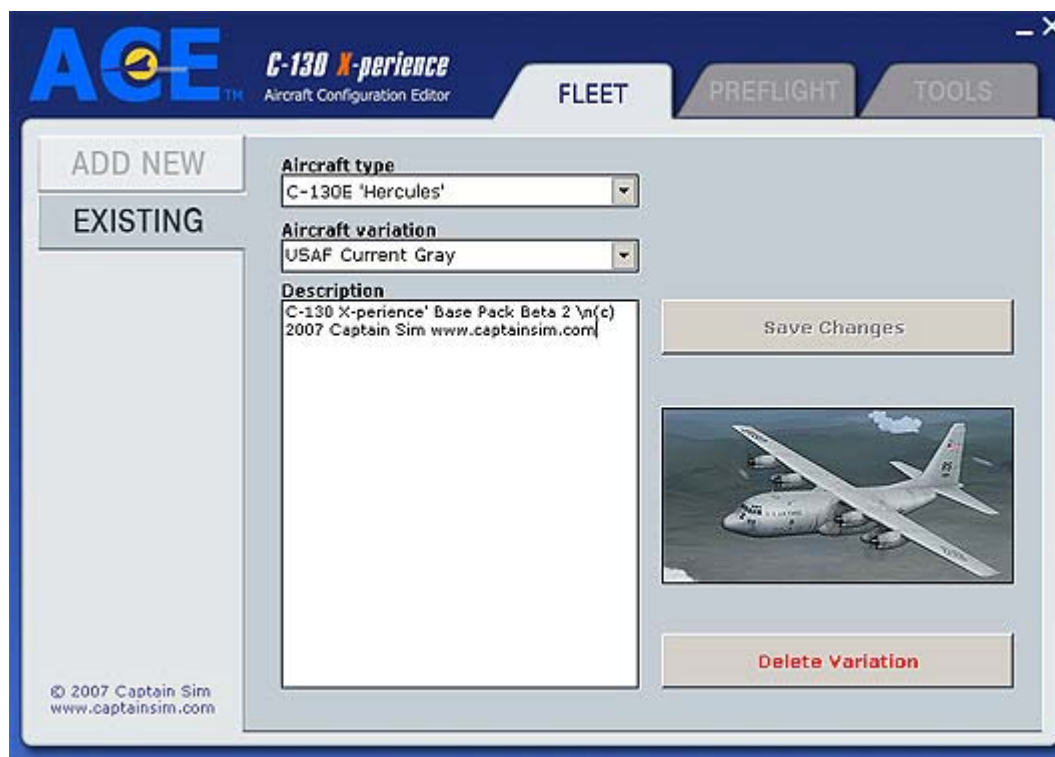 ACE TM
C-130 X-perience
Aircraft Configuration Editor
FLEET
PREFLIGHT
TOOLS
ADD NEW
EXISTING
Aircraft type
C-130E 'Hercules'
Aircraft variation
USAF Current Gray
Description
C-130 X-perience' Base Pack Beta 2 \n(c)
2007 Captain Sim www.captainsim.com
Save Changes
Delete Variation
© 2007 Captain Sim
www.captainsim.com